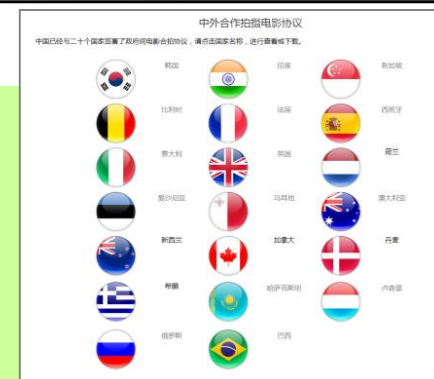 中外合作拍摄电影协议
中国已经与二十个国家签署了政府间电影合拍协议，请点击国家名称，进行查看或下载。
韩国 印度 新加坡
比利时 法国 西班牙
意大利 英国 荷兰
爱沙尼亚 马耳他 澳大利亚
新西兰 加拿大 丹麦
希腊 哈萨克斯坦 卢森堡
俄罗斯 巴西